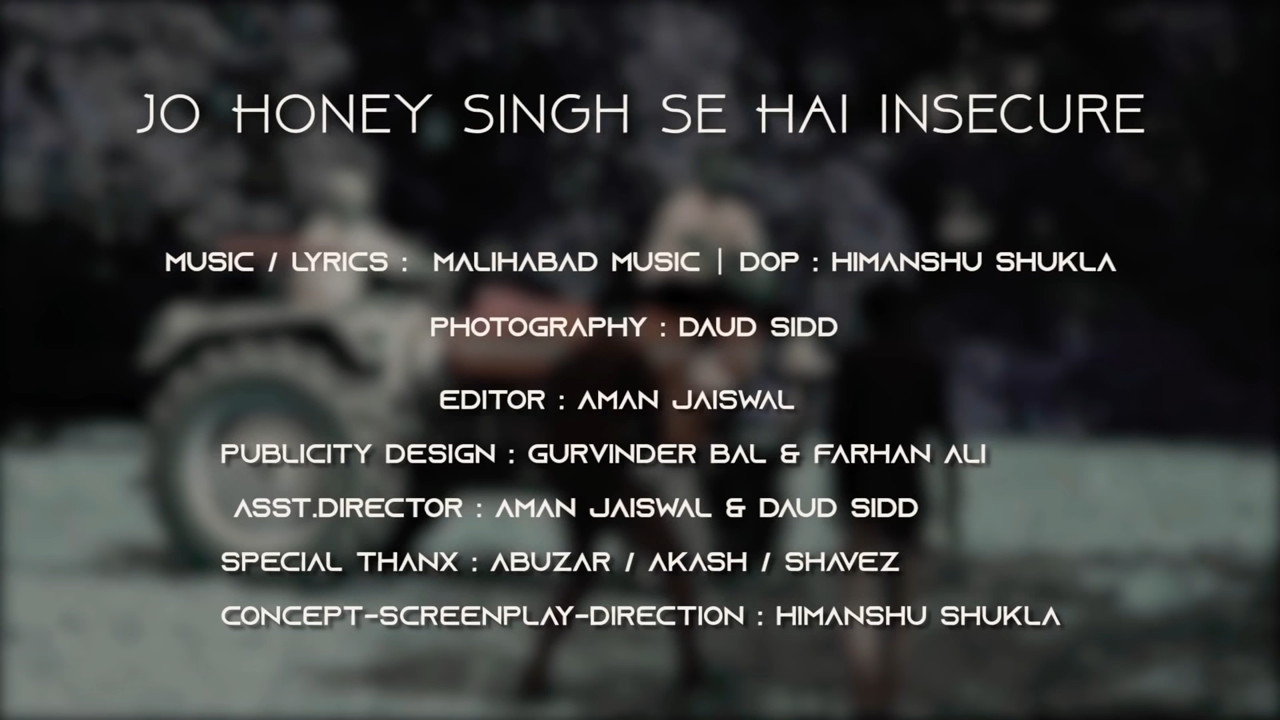 JO HONEY SINGH SE HAI INSECURE
MUSIC / LYRICS : MALIHABAD MUSIC | DOP : HIMANSHU SHUKLA
PHOTOGRAPHY : DAUD SIDD
EDITOR : AMAN JAISWAL
PUBLICITY DESIGN : GURVINDER BAL & FARHAN ALI
ASST.DIRECTOR : AMAN JAISWAL & DAUD SIDD
SPECIAL THANX : ABUZAR / AKASH / SHAVEZ
CONCEPT-SCREENPLAY-DIRECTION : HIMANSHU SHUKLA